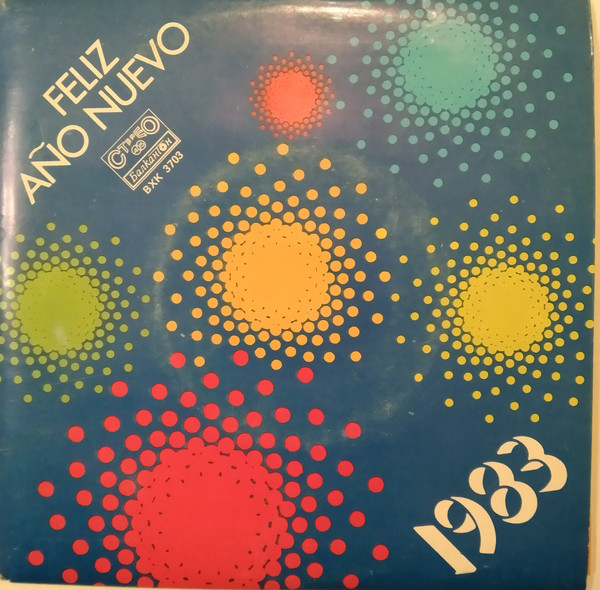 FELIZ
AÑO NUEVO
СТЕРЕО
Балкантон
ВХК 3703
1983